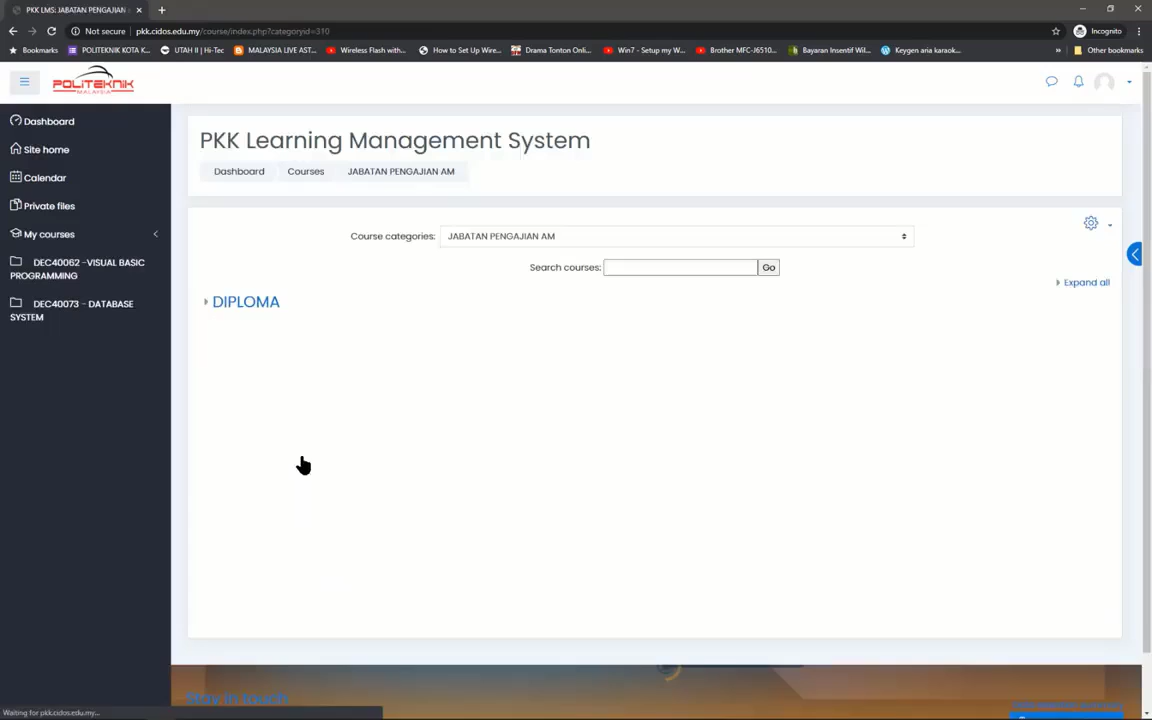 PKK LMS: JABATAN PENGAJIAN
Not secure | pkk.cidos.edu.my/course/index.php?categoryid=310
Incognito
Bookmarks
POLITEKNIK KOTA K...
UTAH II | Hi-Tec
MALAYSIA LIVE AST...
Wireless Flash with...
How to Set Up Wire...
Drama Tonton Onli...
Win7 - Setup my W...
Brother MFC-J6510...
Bayaran Insentif Wil...
Keygen aria karaok...
» Other bookmarks
POLITEKNIK
MALAYSIA
Dashboard
Site home
Calendar
Private files
My courses
DEC40062 -VISUAL BASIC
PROGRAMMING
DEC40073 - DATABASE
SYSTEM
PKK Learning Management System
Dashboard
Courses
JABATAN PENGAJIAN AM
Course categories: JABATAN PENGAJIAN AM
Search courses: Go
Expand all
DIPLOMA
Stay in touch
Waiting for pkk.cidos.edu.my...